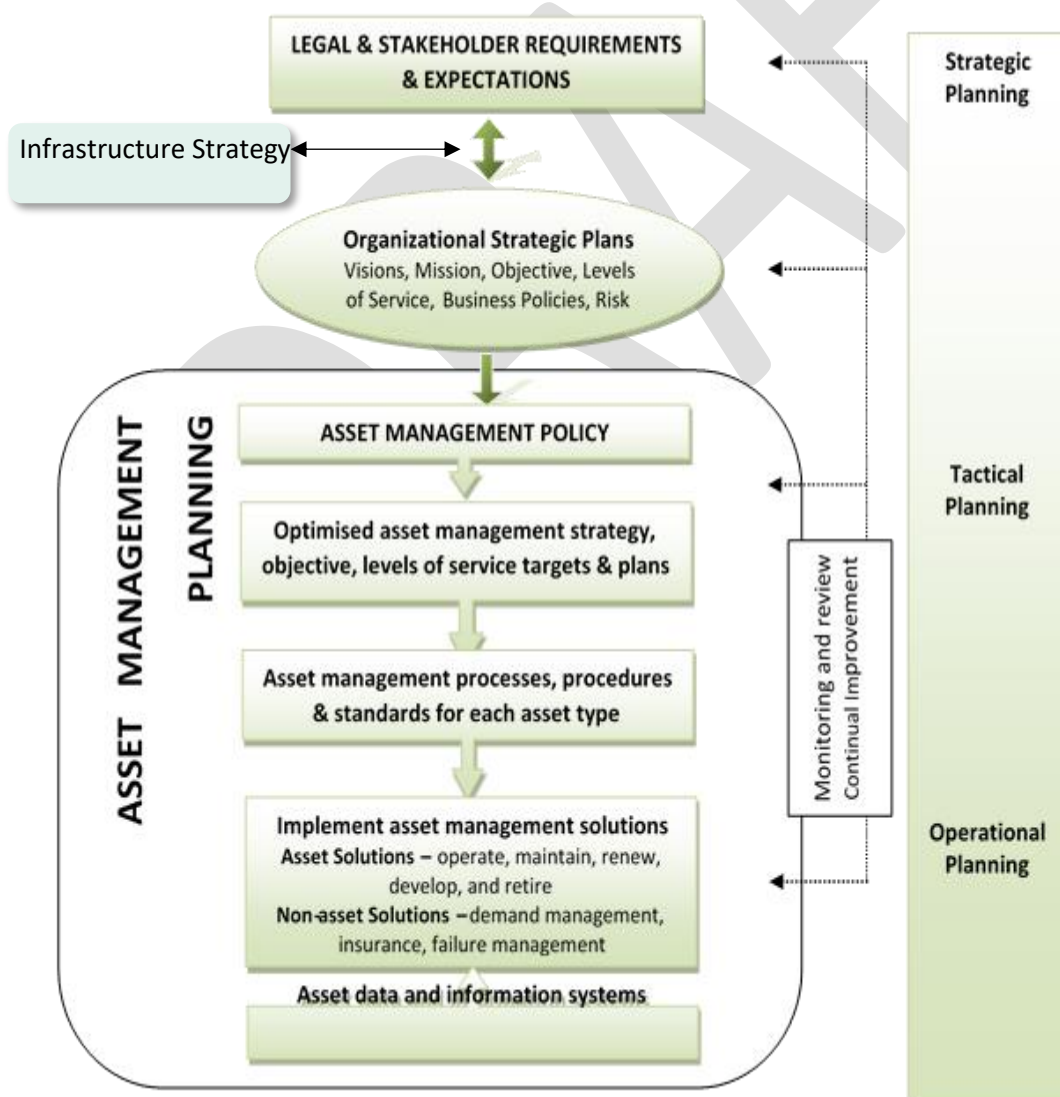 LEGAL & STAKEHOLDER REQUIREMENTS
& EXPECTATIONS
Infrastructure Strategy
Organizational Strategic Plans
Visions, Mission, Objective, Levels
of Service, Business Policies, Risk
ASSET MANAGEMENT
PLANNING
ASSET MANAGEMENT POLICY
Optimised asset management strategy,
objective, levels of service targets & plans
Asset management processes, procedures
& standards for each asset type
Implement asset management solutions
Asset Solutions – operate, maintain, renew,
develop, and retire
Non-asset Solutions –demand management,
insurance, failure management
Asset data and information systems
Monitoring and review
Continual Improvement
Strategic
Planning
Tactical
Planning
Operational
Planning
DRAFT